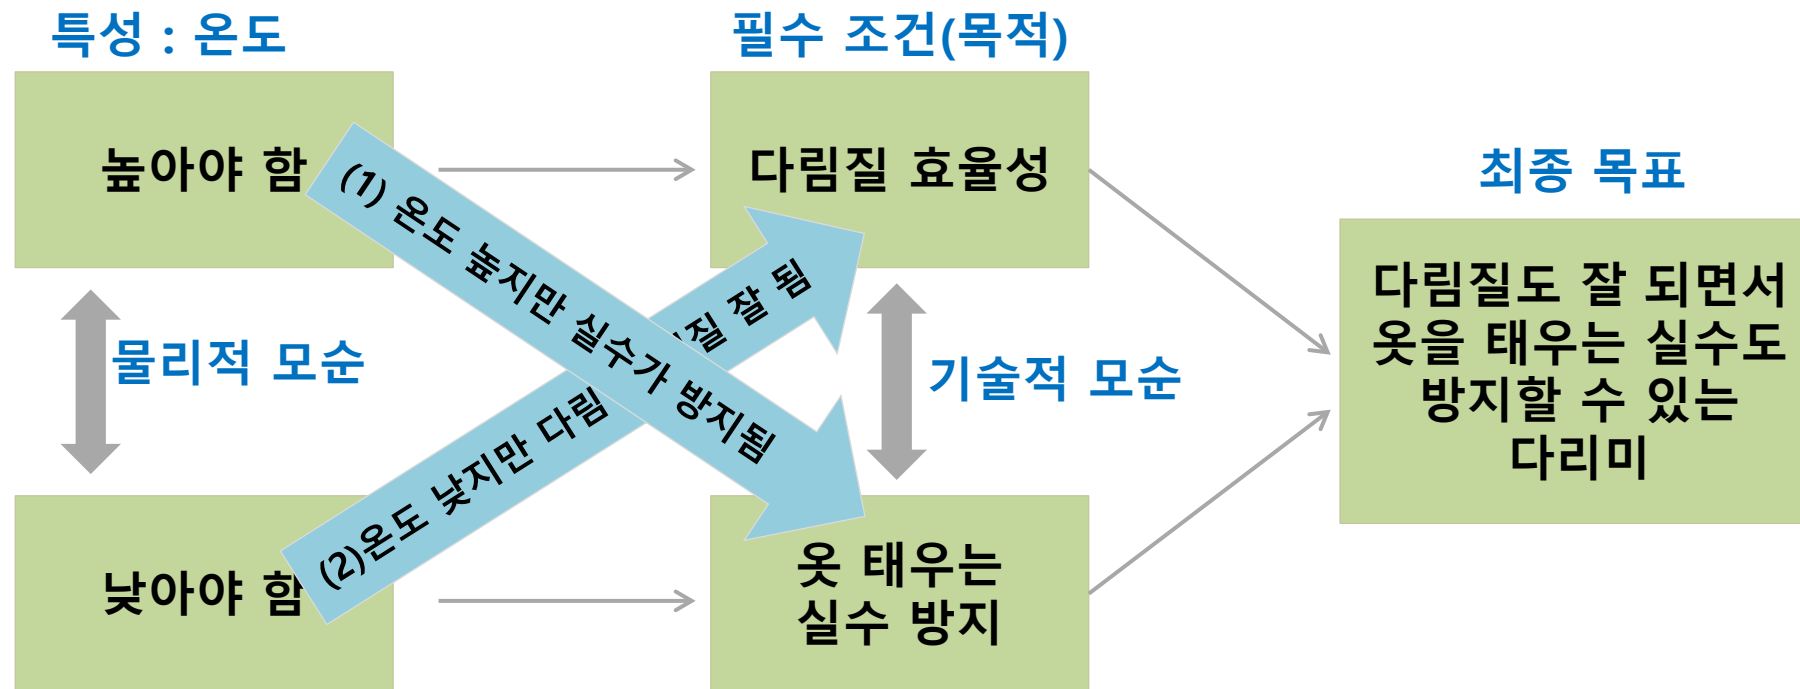 특성 : 온도
필수 조건(목적)
높아야 함
다림질 효율성
최종 목표
(1) 온도 높지만 실수가 방지됨
(2)온도 낮지만 다림질 잘 됨
물리적 모순
기술적 모순
다림질도 잘 되면서
옷을 태우는 실수도
방지할 수 있는
다리미
낮아야 함
옷 태우는
실수 방지